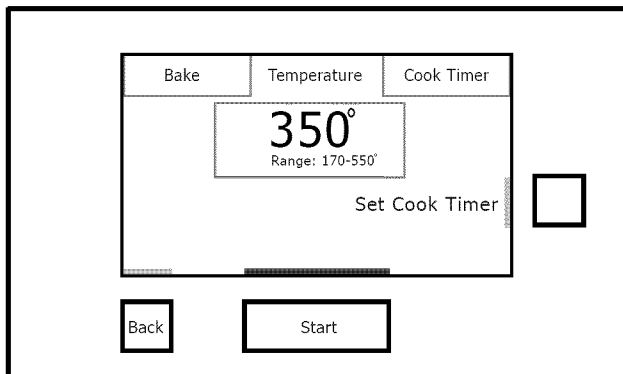 Bake Temperature Cook Timer
350°
Range: 170-550°
Set Cook Timer
Back Start